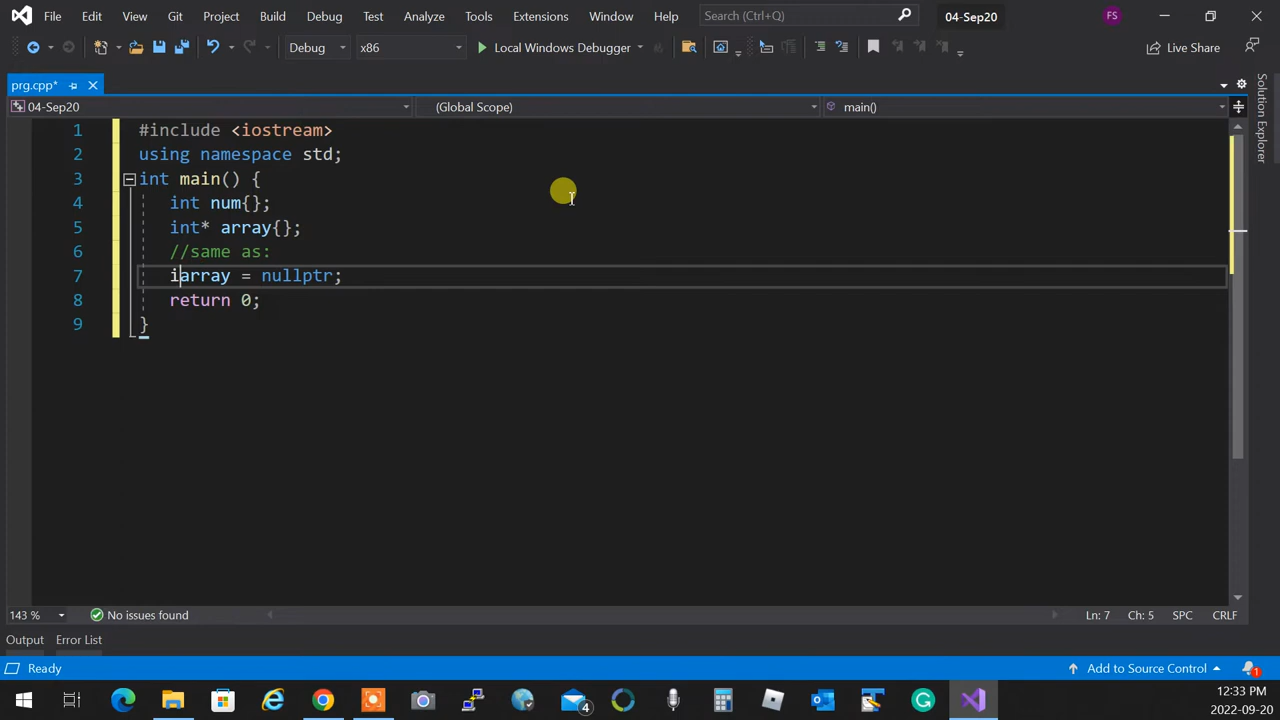 File Edit View Git Project Build Debug Test Analyze Tools Extensions Window Help Search (Ctrl+Q) 04-Sep20 FS
Debug x86 Local Windows Debugger Live Share
prg.cpp*
04-Sep20 (Global Scope) main()
1 #include <iostream>
2 using namespace std;
3 int main() {
4 int num{};
5 int* array{};
6 //same as:
7 iarray = nullptr;
8 return 0;
9 }
Solution Explorer
143 % No issues found Ln: 7 Ch: 5 SPC CRLF
Output Error List
Ready Add to Source Control 1
4
12:33 PM
2022-09-20